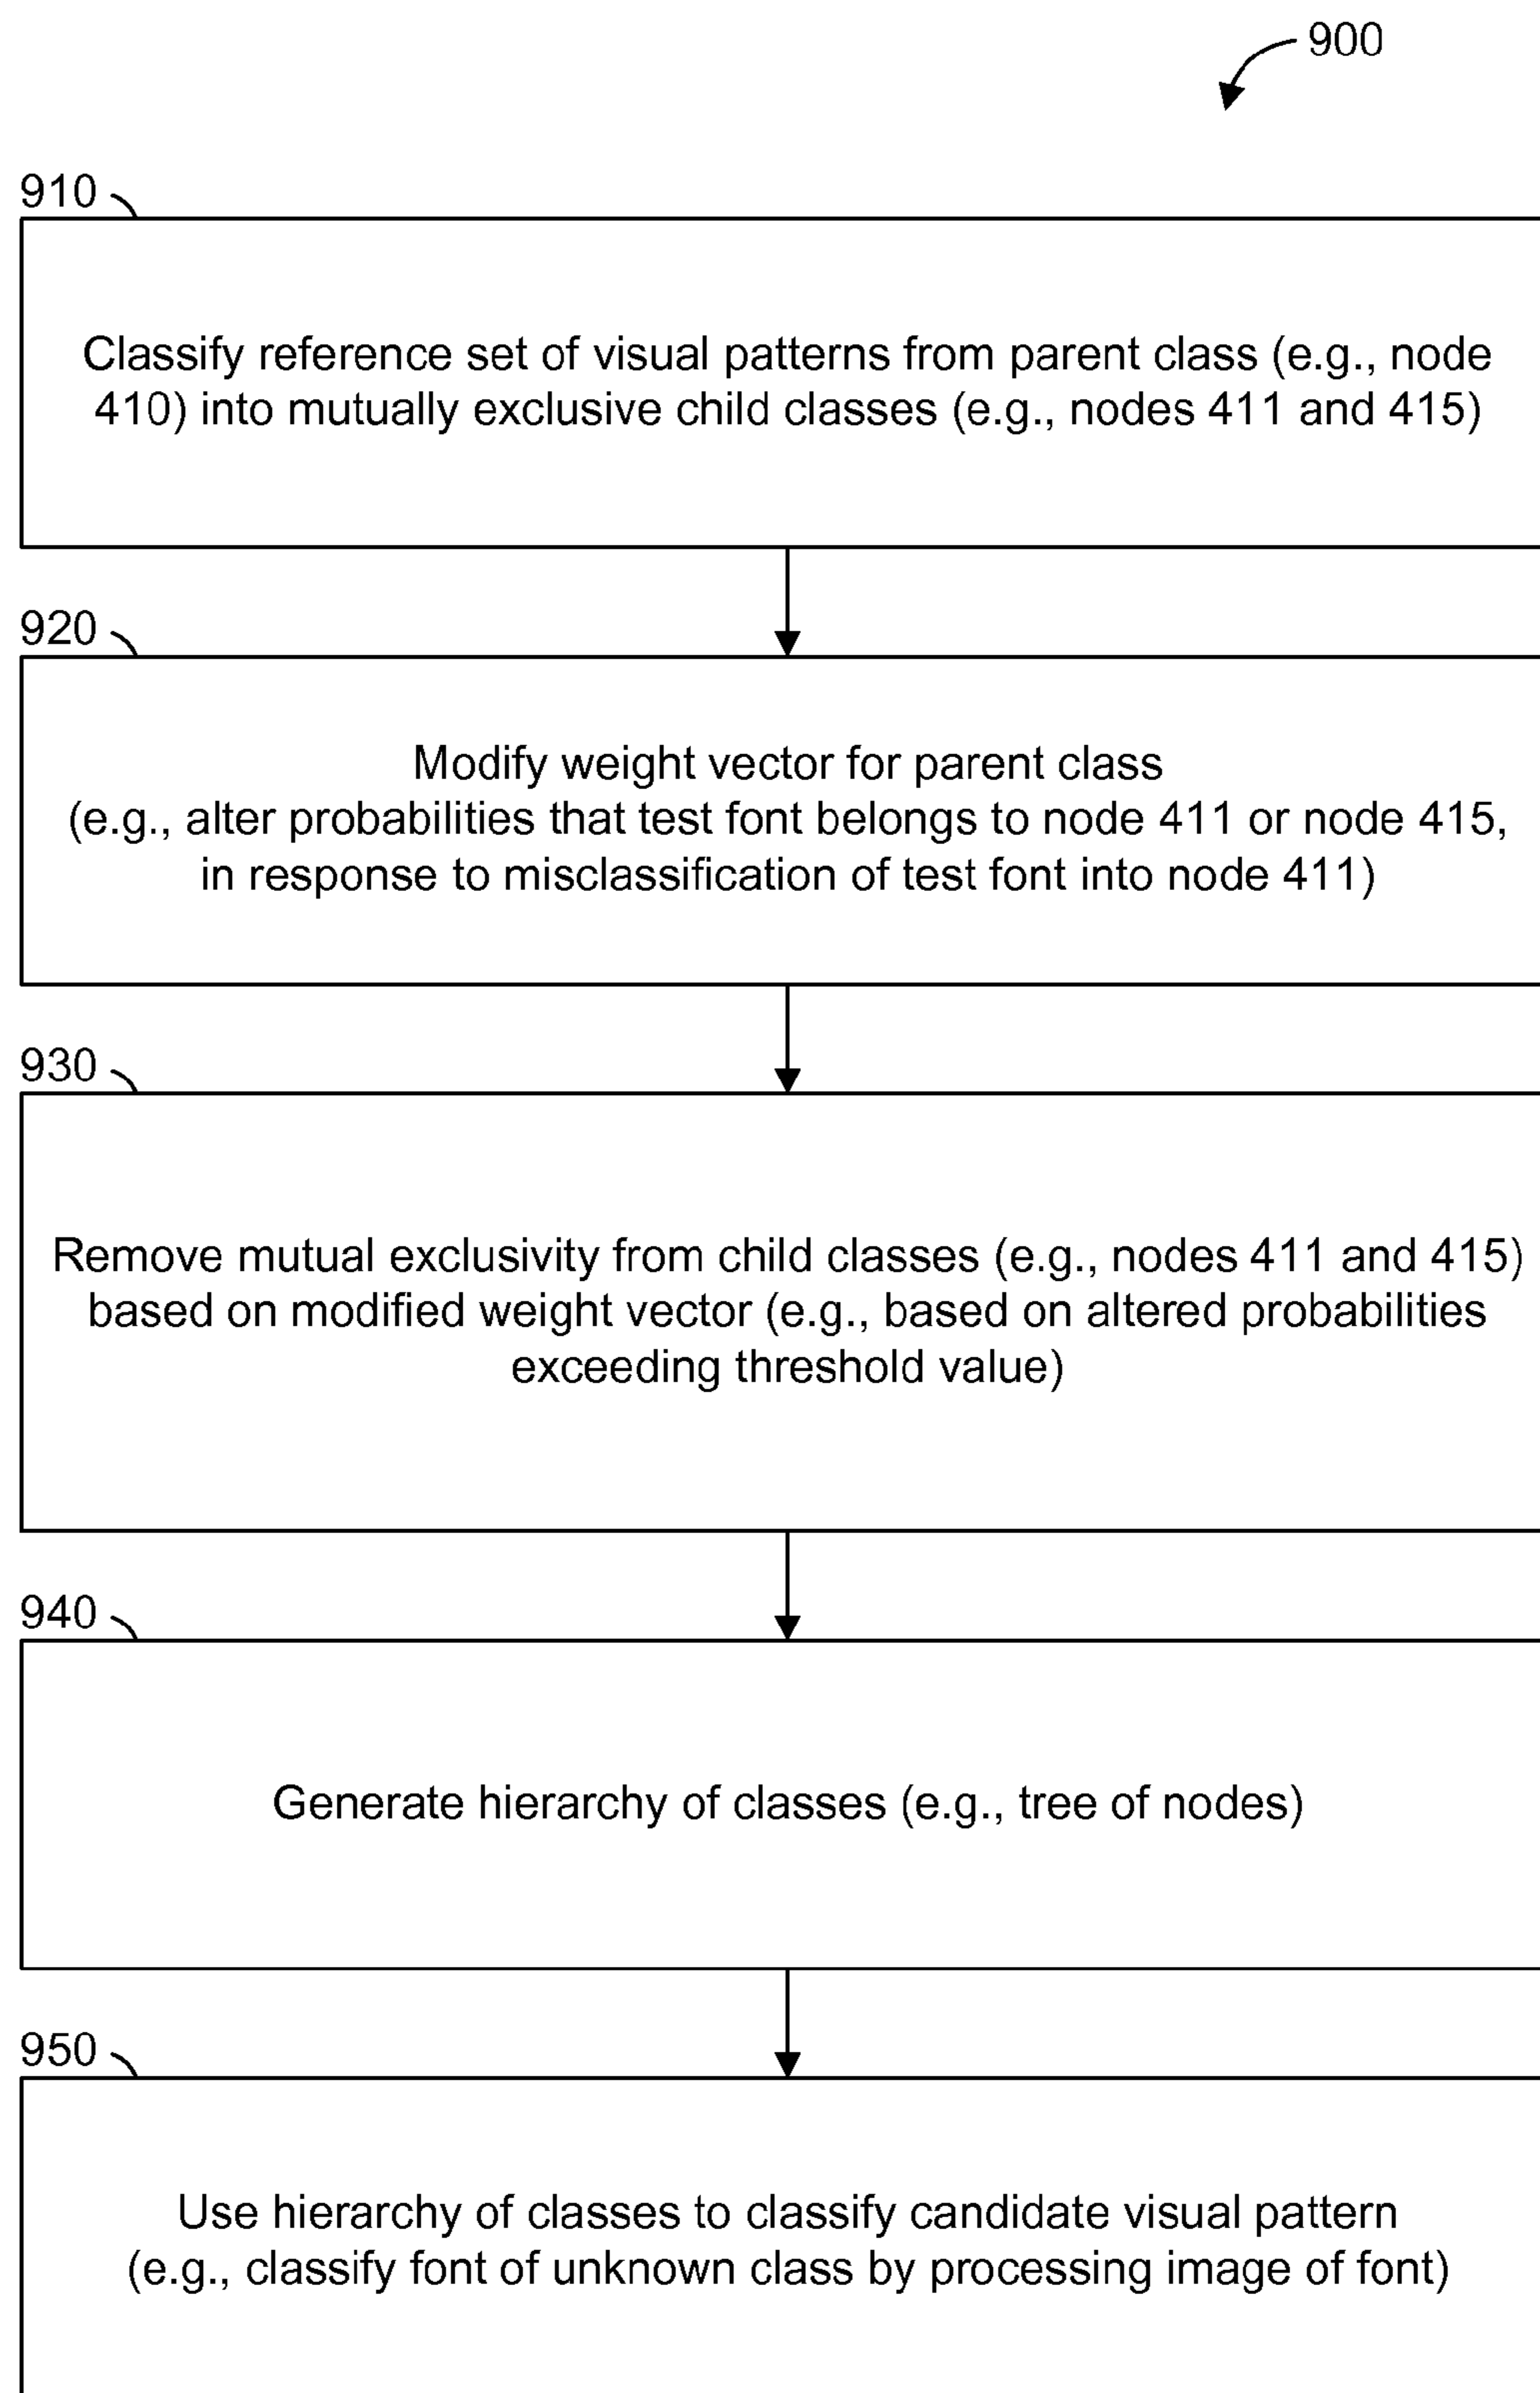 900
910
Classify reference set of visual patterns from parent class (e.g., node
410) into mutually exclusive child classes (e.g., nodes 411 and 415)
920
Modify weight vector for parent class
(e.g., alter probabilities that test font belongs to node 411 or node 415,
in response to misclassification of test font into node 411)
930
Remove mutual exclusivity from child classes (e.g., nodes 411 and 415)
based on modified weight vector (e.g., based on altered probabilities
exceeding threshold value)
940
Generate hierarchy of classes (e.g., tree of nodes)
950
Use hierarchy of classes to classify candidate visual pattern
(e.g., classify font of unknown class by processing image of font)